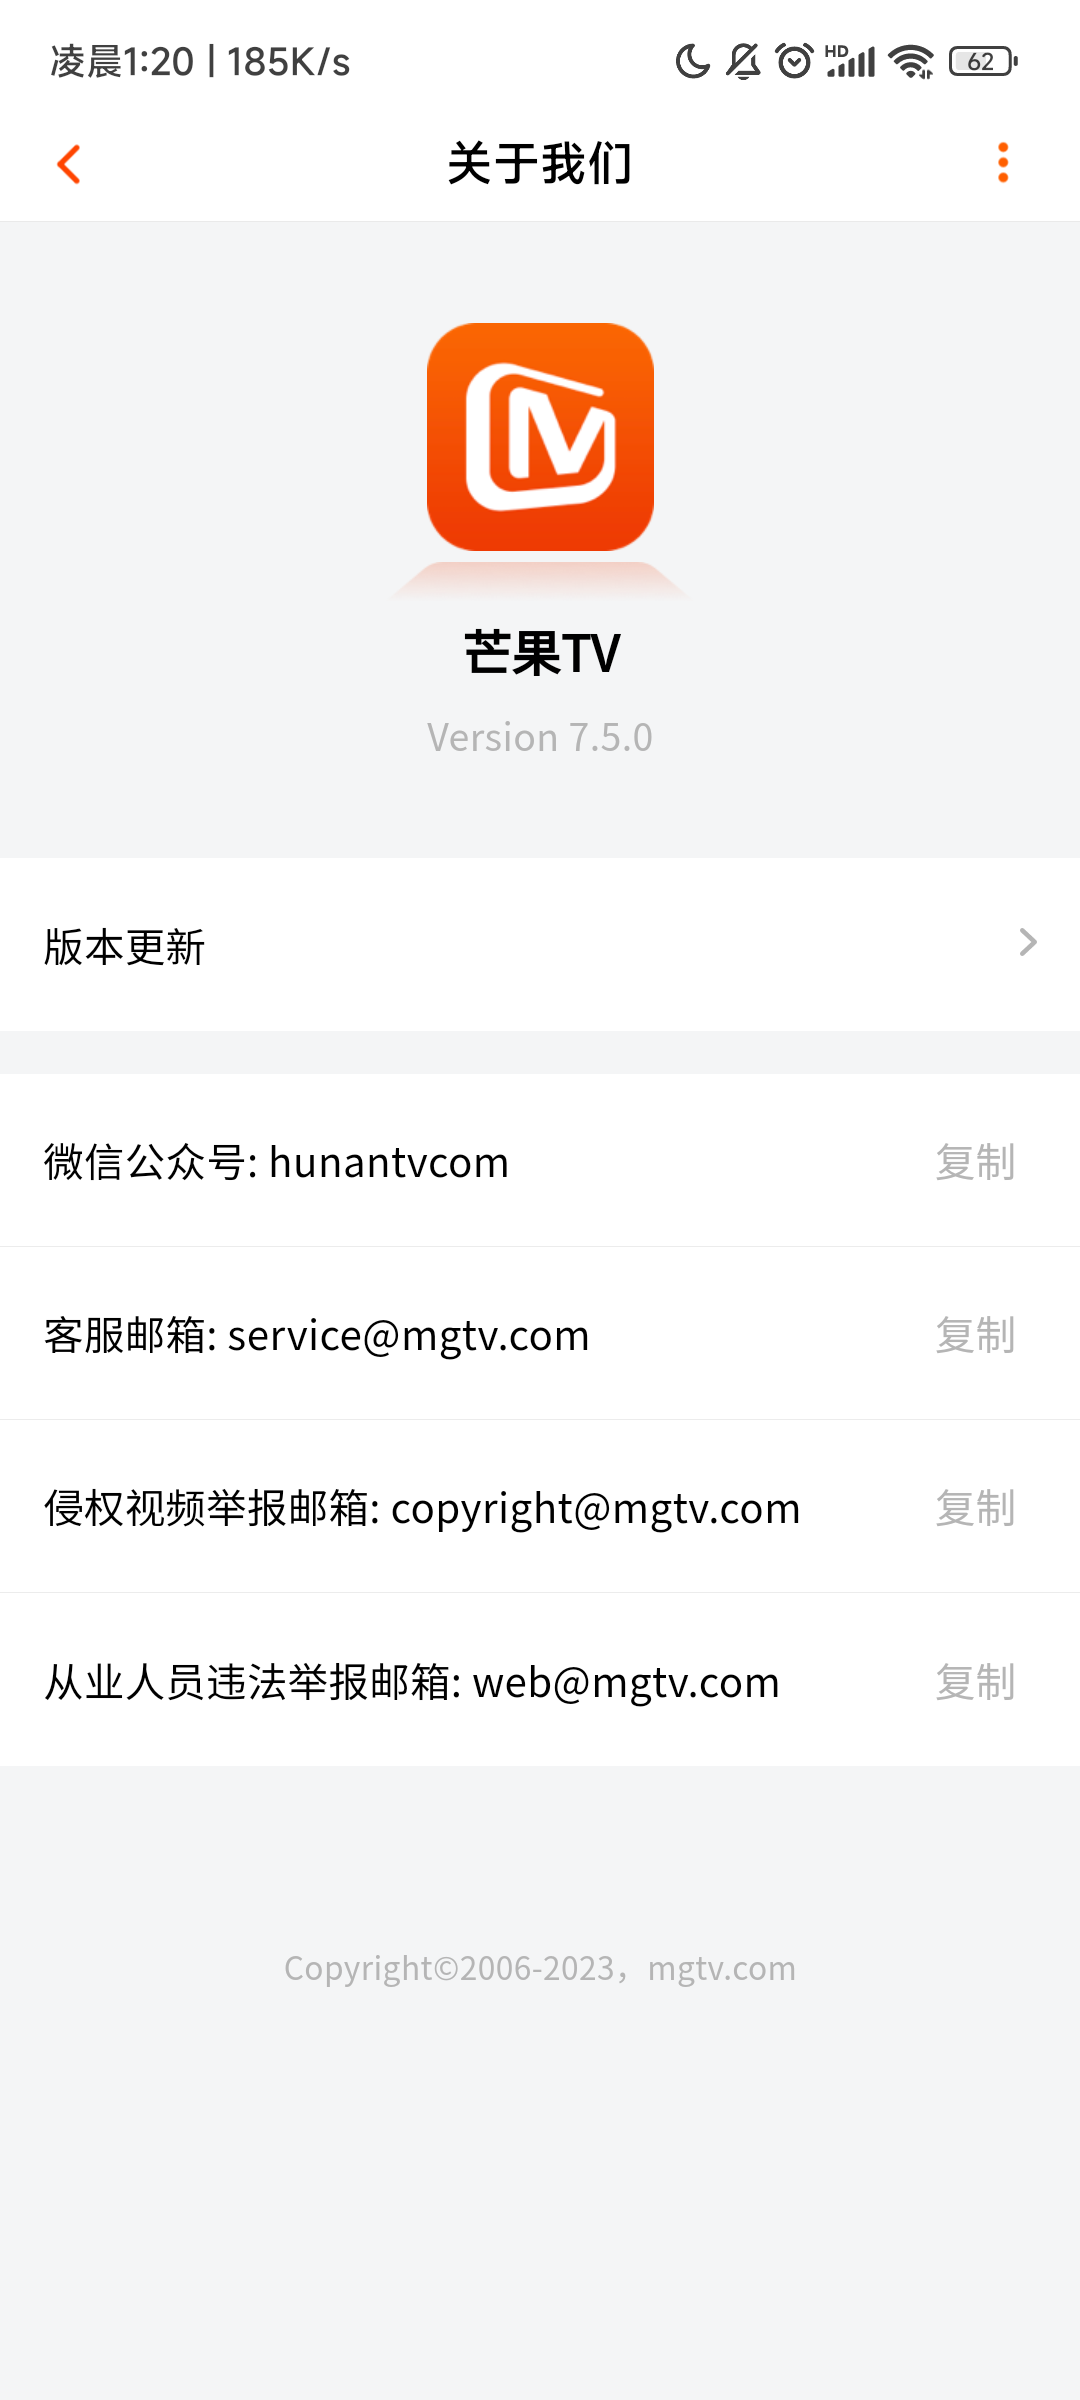 凌晨1:20 | 185K/s
HD
62
关于我们
芒果TV
Version 7.5.0
版本更新
微信公众号: hunantvcom 复制
客服邮箱: service@mgtv.com 复制
侵权视频举报邮箱: copyright@mgtv.com 复制
从业人员违法举报邮箱: web@mgtv.com 复制
Copyright©2006-2023，mgtv.com